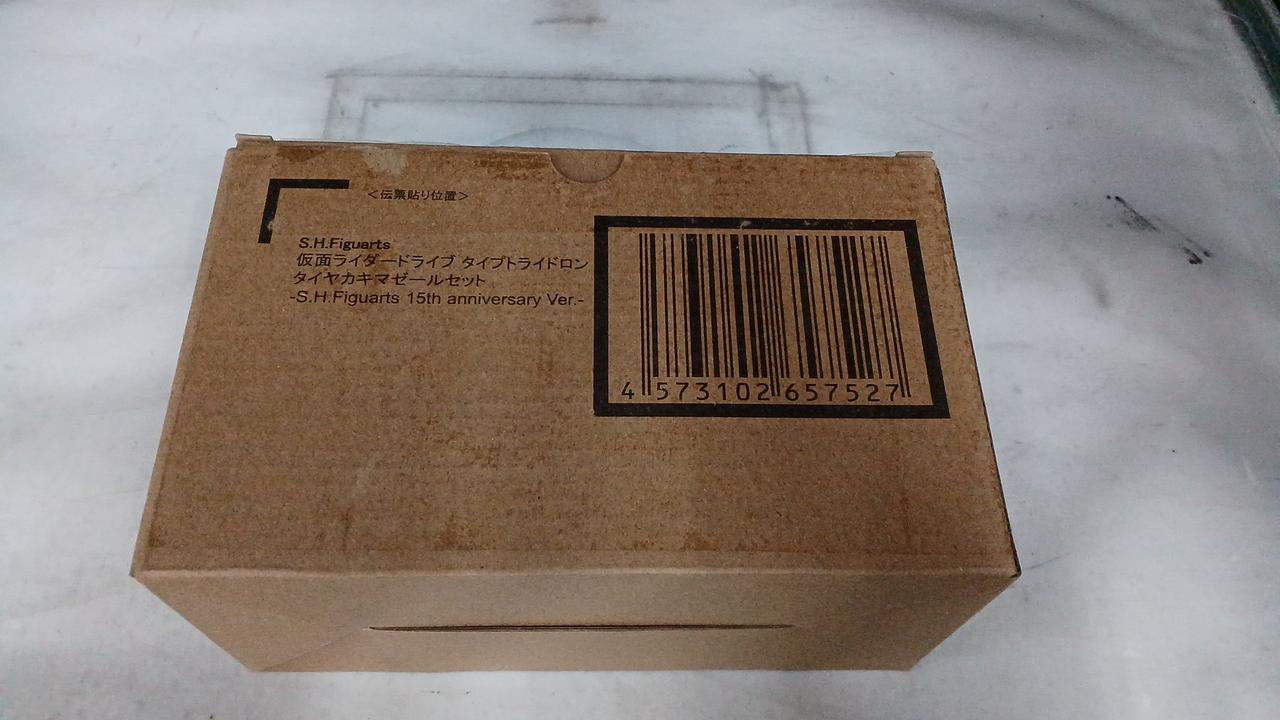 <伝票貼り位置>
S.H.Figuarts
仮面ライダードライブ タイプトライドロン
タイヤカキマゼールセット
-S.H.Figuarts 15th anniversary Ver.-
4 573102 657527